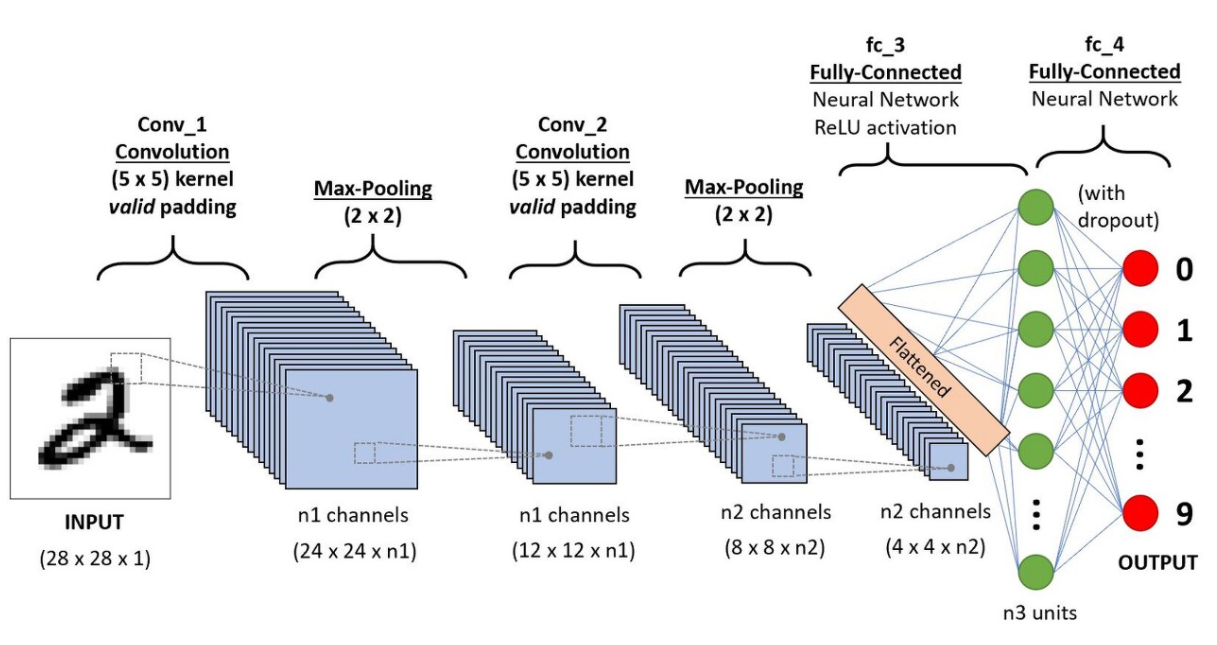 Conv_1
Convolution
(5 x 5) kernel
valid padding
Max-Pooling
(2 x 2)
Conv_2
Convolution
(5 x 5) kernel
valid padding
Max-Pooling
(2 x 2)
fc_3
Fully-Connected
Neural Network
ReLU activation
fc_4
Fully-Connected
Neural Network
(with
dropout)
Flattened
0
1
2
9
OUTPUT
2
INPUT
(28 x 28 x 1)
n1 channels
(24 x 24 x n1)
n1 channels
(12 x 12 x n1)
n2 channels
(8 x 8 x n2)
n2 channels
(4 x 4 x n2)
n3 units